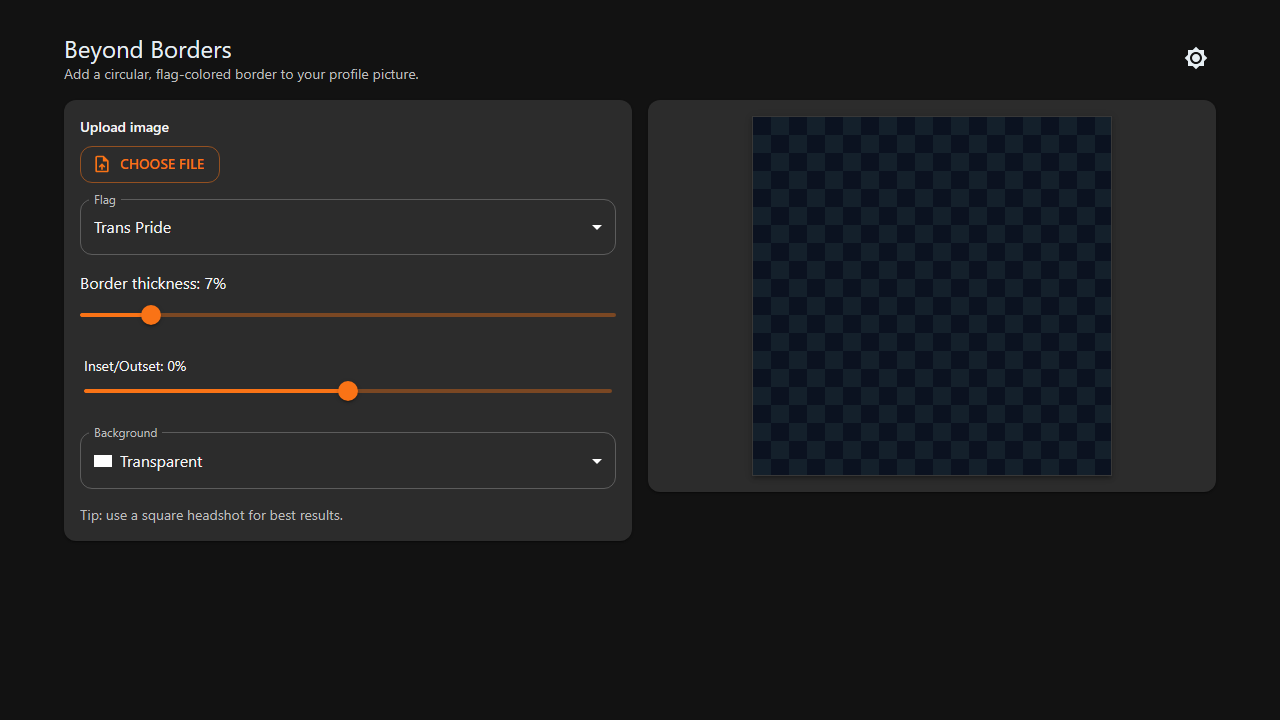 Beyond Borders
Add a circular, flag-colored border to your profile picture.
Upload image
CHOOSE FILE
Flag
Trans Pride
Border thickness: 7%
Inset/Outset: 0%
Background
Transparent
Tip: use a square headshot for best results.